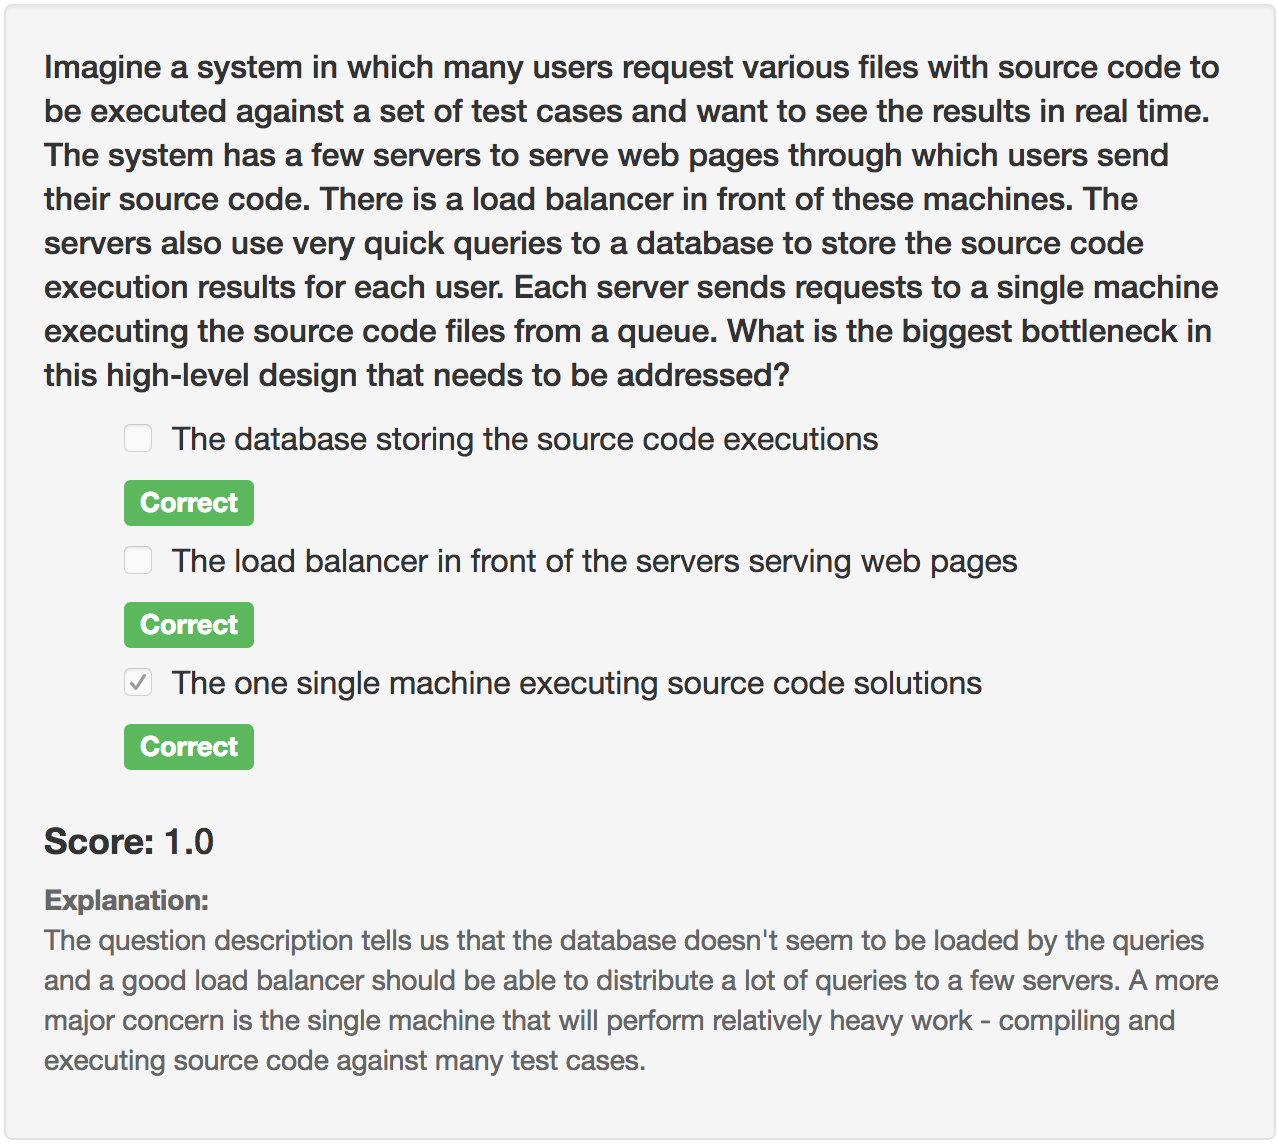 Imagine a system in which many users request various files with source code to
be executed against a set of test cases and want to see the results in real time.
The system has a few servers to serve web pages through which users send
their source code. There is a load balancer in front of these machines. The
servers also use very quick queries to a database to store the source code
execution results for each user. Each server sends requests to a single machine
executing the source code files from a queue. What is the biggest bottleneck in
this high-level design that needs to be addressed?
The database storing the source code executions
Correct
The load balancer in front of the servers serving web pages
Correct
The one single machine executing source code solutions
Correct
Score: 1.0
Explanation:
The question description tells us that the database doesn't seem to be loaded by the queries
and a good load balancer should be able to distribute a lot of queries to a few servers. A more
major concern is the single machine that will perform relatively heavy work - compiling and
executing source code against many test cases.